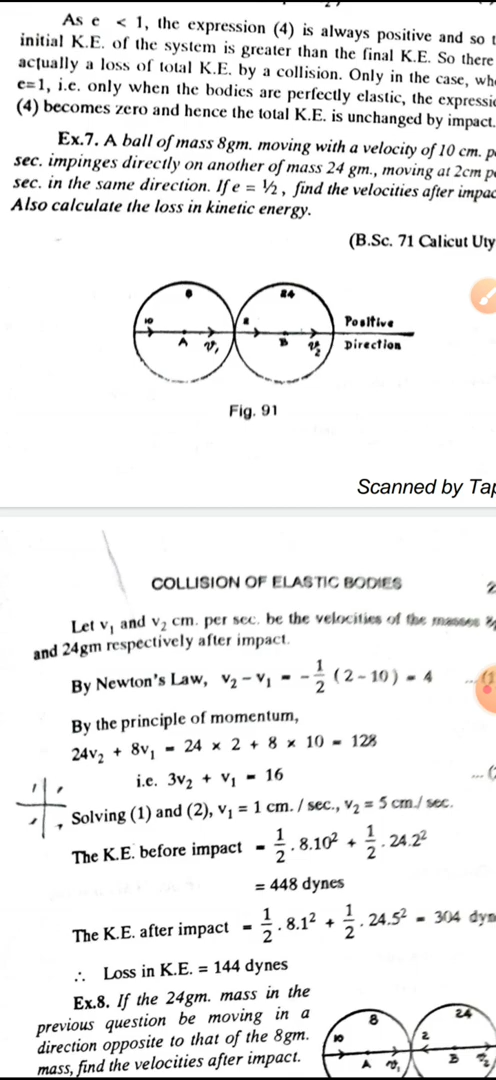 As e < 1, the expression (4) is always positive and so
initial K.E. of the system is greater than the final K.E. So there
actually a loss of total K.E. by a collision. Only in the case,
e=1, i.e. only when the bodies are perfectly elastic, the
(4) becomes zero and hence the total K.E. is unchanged by impact.
Ex.7. A ball of mass 8gm. moving with a velocity of 10 cm.
sec. impinges directly on another of mass 24 gm., moving at 2cm
sec. in the same direction. If e = ½, find the velocities after
Also calculate the loss in kinetic energy.
(B.Sc. 71 Calicut Uty
8 24
10 2 Positive
A v₁ B v₂ Direction
Fig. 91
Scanned by
COLLISION OF ELASTIC BODIES
Let v₁ and v₂ cm. per sec. be the velocities of the masses
and 24gm respectively after impact.
By Newton's Law, v₂ – v₁ = – 1/2 (2 – 10) = 4 ... (1
By the principle of momentum,
24v₂ + 8v₁ = 24 × 2 + 8 × 10 = 128
i.e. 3v₂ + v₁ = 16 ... (
Solving (1) and (2), v₁ = 1 cm. / sec., v₂ = 5 cm./ sec.
The K.E. before impact = 1/2 . 8.10² + 1/2 . 24.2²
= 448 dynes
The K.E. after impact = 1/2 . 8.1² + 1/2 . 24.5² = 304
∴ Loss in K.E. = 144 dynes
Ex.8. If the 24gm. mass in the
previous question be moving in a
direction opposite to that of the 8gm.
mass, find the velocities after impact.
8 24
10 2
A v₁ B v₂